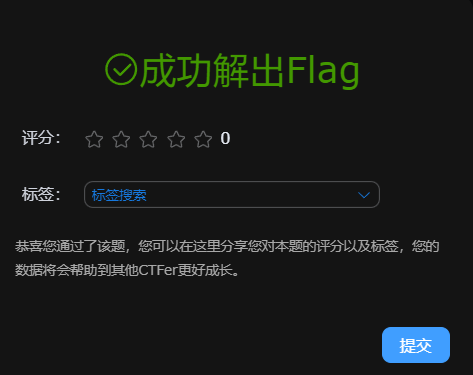 成功解出Flag
评分： 0
标签： 标签搜索
恭喜您通过了该题，您可以在这里分享您对本题的评分以及标签，您的
数据将会帮助到其他CTFer更好成长。
提交